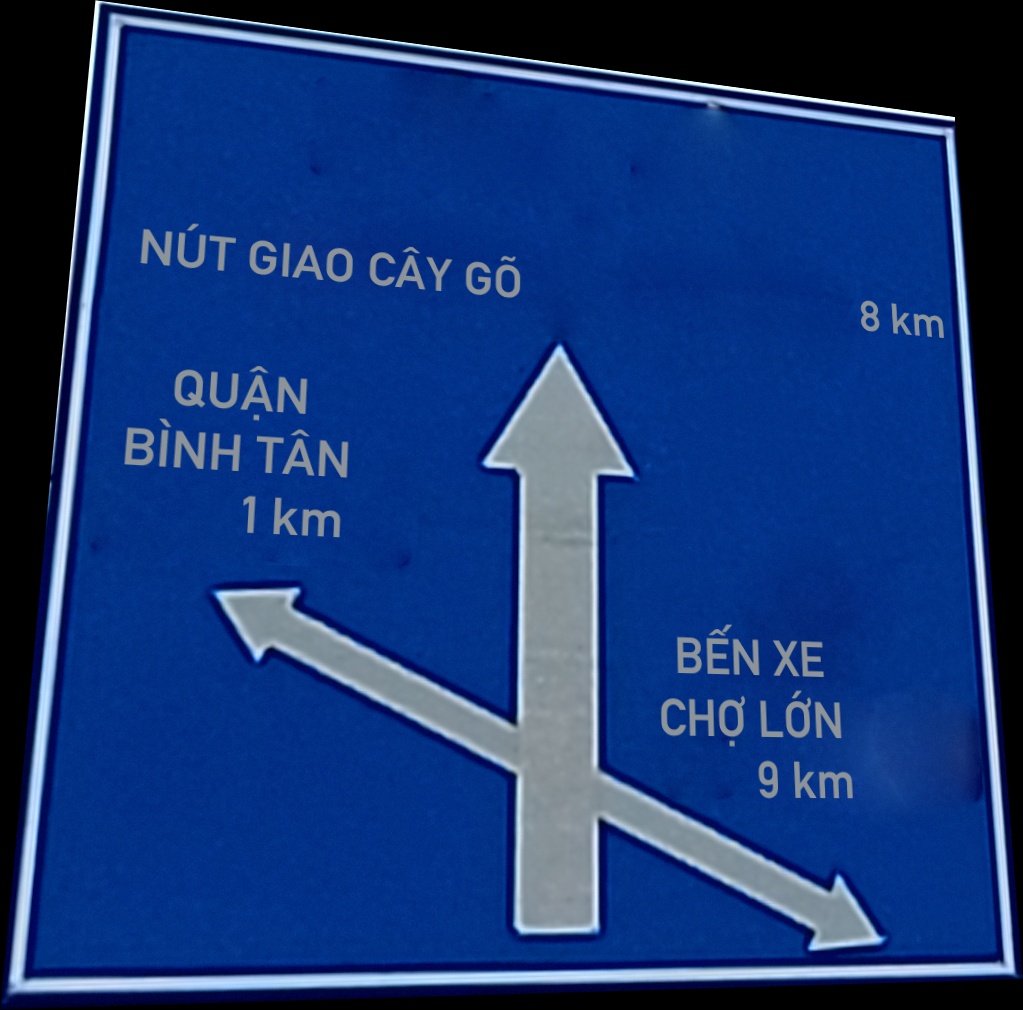 NÚT GIAO CÂY GÕ
8 km
QUẬN
BÌNH TÂN
1 km
BẾN XE
CHỢ LỚN
9 km